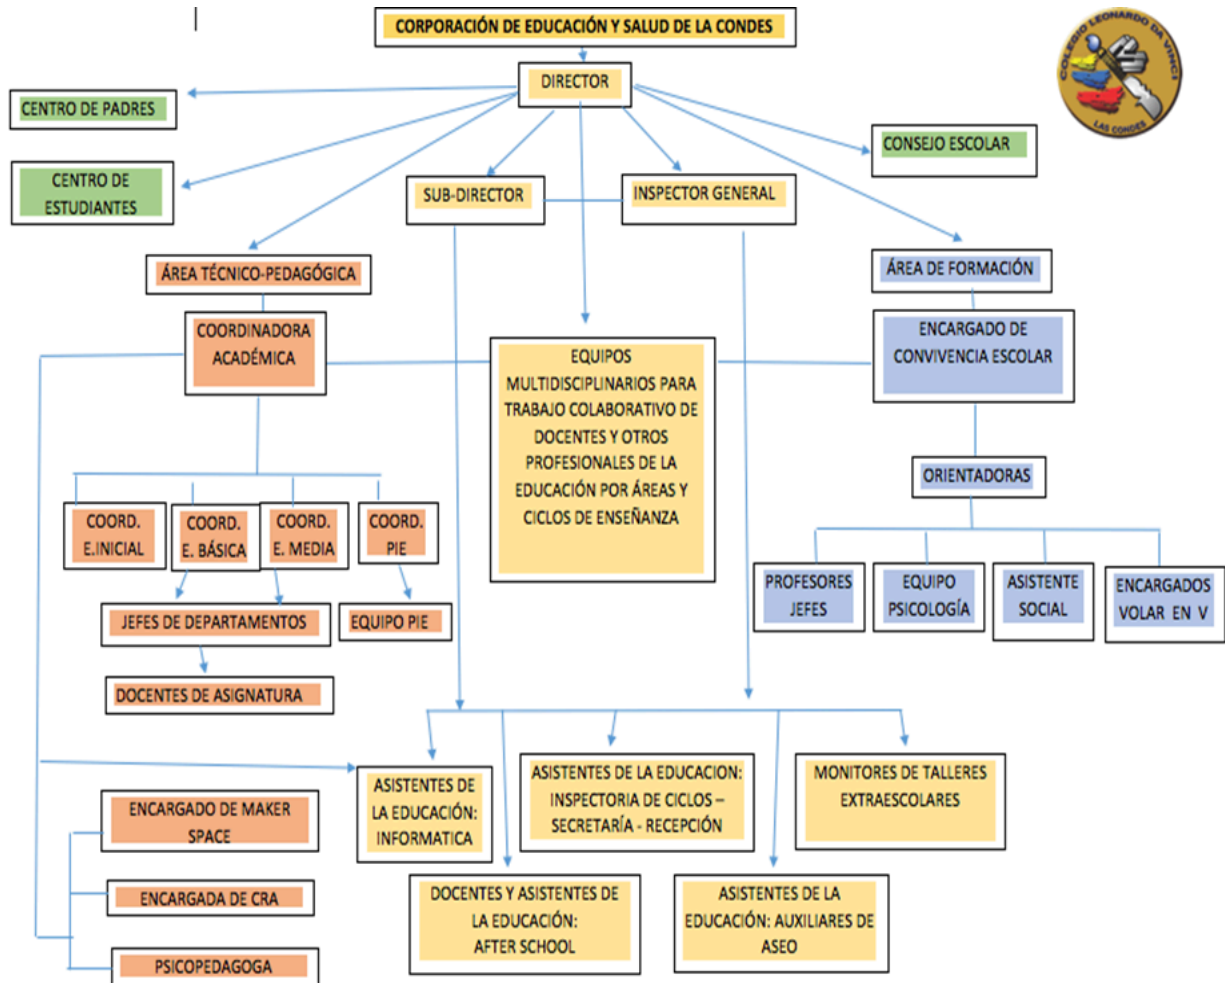 CORPORACIÓN DE EDUCACIÓN Y SALUD DE LA CONDES
COLEGIO LEONARDO DA VINCI
LAS CONDES
DIRECTOR
CENTRO DE PADRES
CONSEJO ESCOLAR
CENTRO DE
ESTUDIANTES
SUB-DIRECTOR
INSPECTOR GENERAL
ÁREA TÉCNICO-PEDAGÓGICA
ÁREA DE FORMACIÓN
COORDINADORA
ACADÉMICA
EQUIPOS
MULTIDISCIPLINARIOS PARA
TRABAJO COLABORATIVO DE
DOCENTES Y OTROS
PROFESIONALES DE LA
EDUCACIÓN POR ÁREAS Y
CICLOS DE ENSEÑANZA
ENCARGADO DE
CONVIVENCIA ESCOLAR
ORIENTADORAS
COORD.
E.INICIAL
COORD.
E. BÁSICA
COORD.
E. MEDIA
COORD.
PIE
PROFESORES
JEFES
EQUIPO
PSICOLOGÍA
ASISTENTE
SOCIAL
ENCARGADOS
VOLAR EN V
JEFES DE DEPARTAMENTOS
EQUIPO PIE
DOCENTES DE ASIGNATURA
ASISTENTES DE
LA EDUCACIÓN:
INFORMATICA
ASISTENTES DE LA EDUCACION:
INSPECTORIA DE CICLOS –
SECRETARÍA - RECEPCIÓN
MONITORES DE TALLERES
EXTRAESCOLARES
ENCARGADO DE MAKER
SPACE
ENCARGADA DE CRA
PSICOPEDAGOGA
DOCENTES Y ASISTENTES DE
LA EDUCACIÓN:
AFTER SCHOOL
ASISTENTES DE LA
EDUCACIÓN: AUXILIARES DE
ASEO